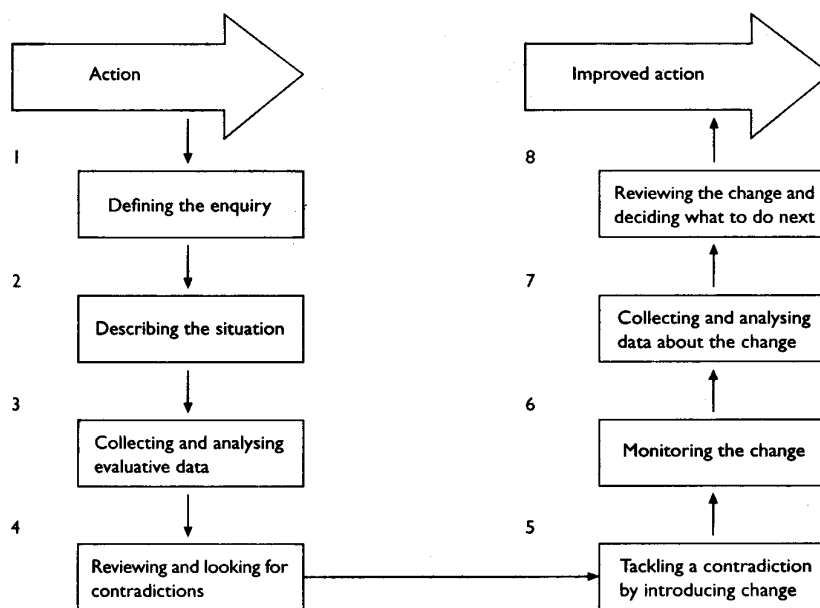 Action
1
Defining the enquiry
2
Describing the situation
3
Collecting and analysing
evaluative data
4
Reviewing and looking for
contradictions
5
Tackling a contradiction
by introducing change
6
Monitoring the change
7
Collecting and analysing
data about the change
8
Reviewing the change and
deciding what to do next
Improved action